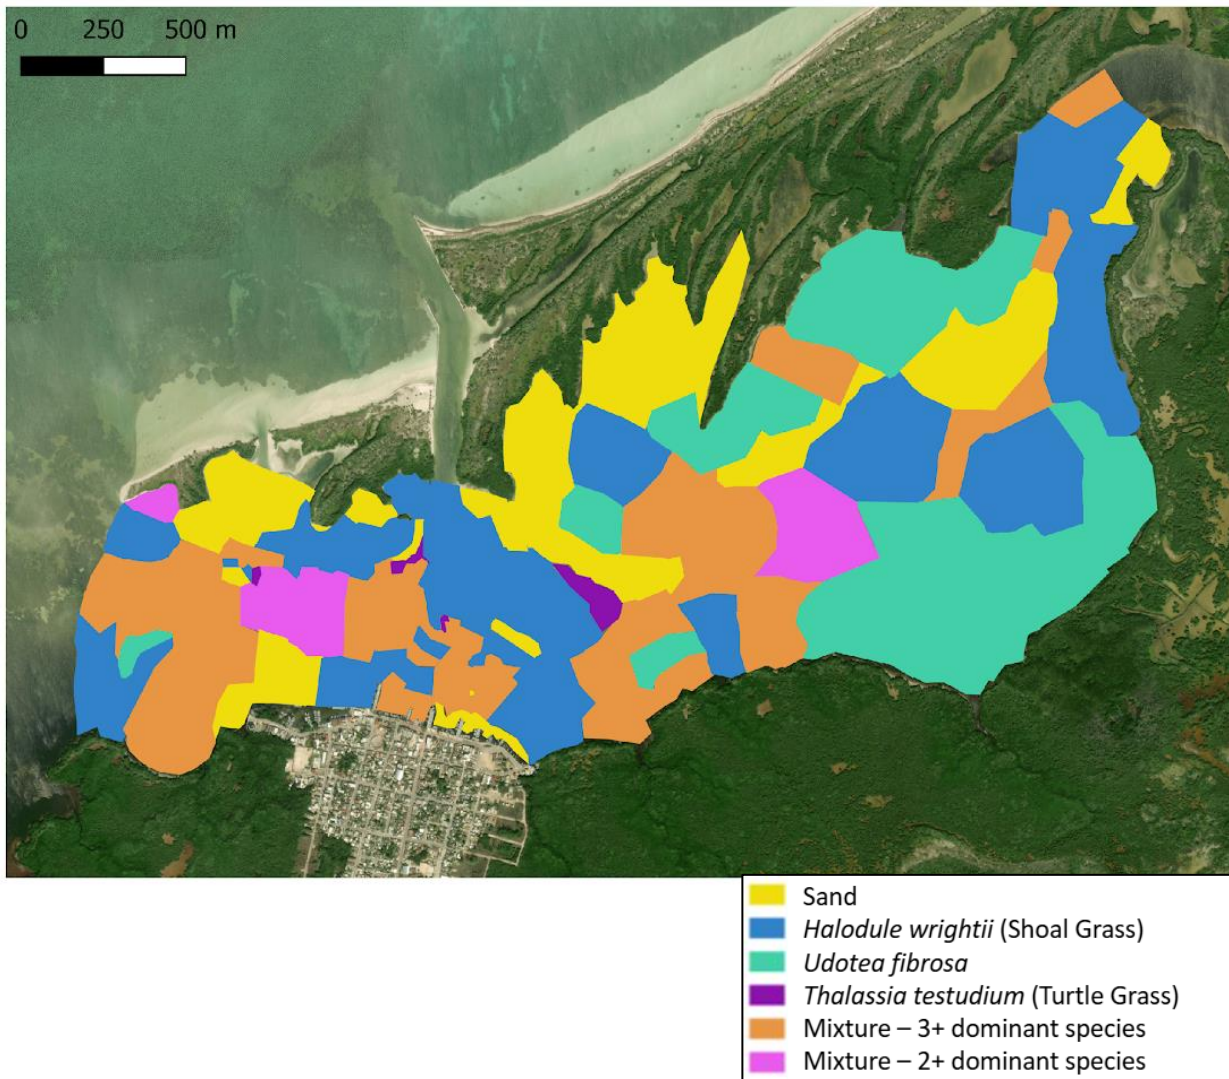 0 250 500 m
Sand
Halodule wrightii (Shoal Grass)
Udotea fibrosa
Thalassia testudium (Turtle Grass)
Mixture – 3+ dominant species
Mixture – 2+ dominant species